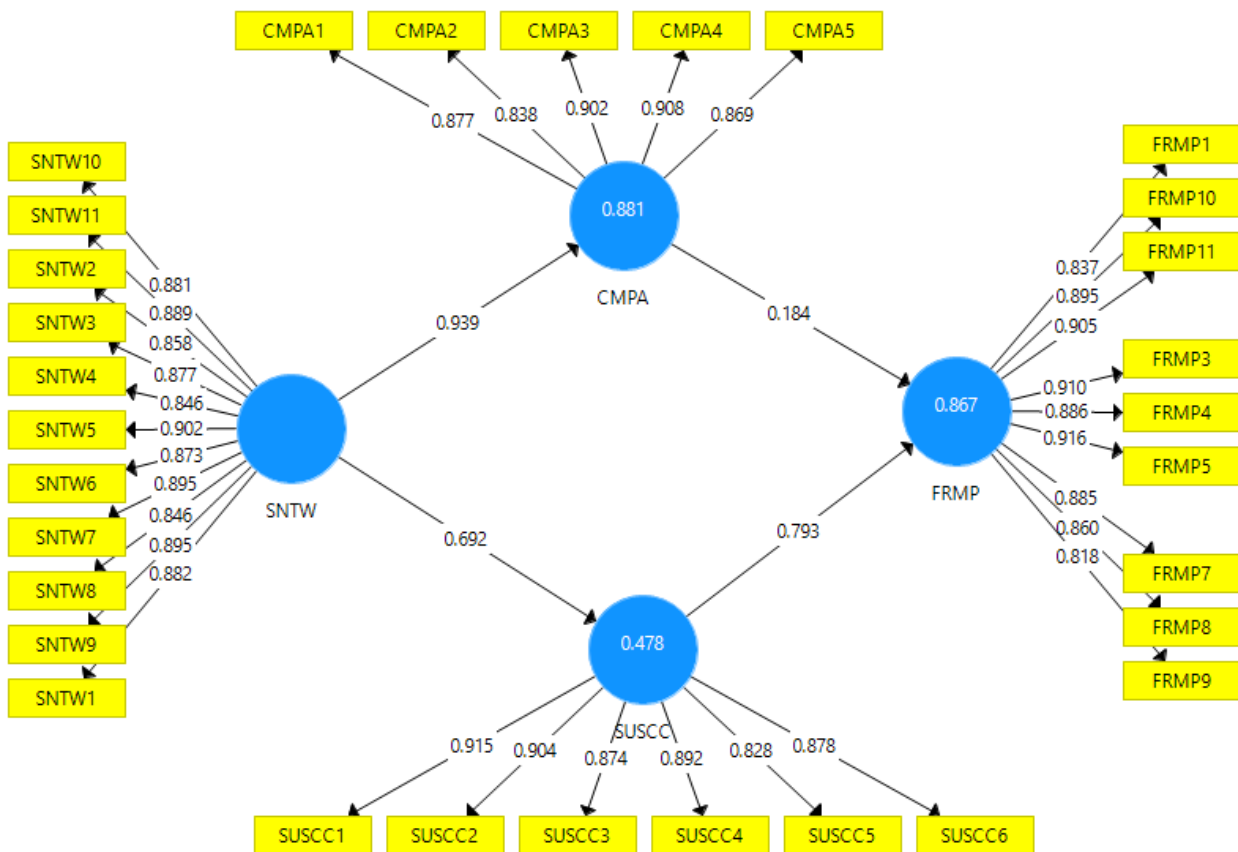 CMPA1 CMPA2 CMPA3 CMPA4 CMPA5
0.877 0.838 0.902 0.908 0.869
0.881
CMPA
SNTW10
SNTW11
SNTW2
SNTW3
SNTW4
SNTW5
SNTW6
SNTW7
SNTW8
SNTW9
SNTW1
0.881
0.889
0.858
0.877
0.846
0.902
0.873
0.895
0.846
0.895
0.882
SNTW
0.939
0.184
0.692
0.793
0.867
FRMP
0.837
0.895
0.905
0.910
0.886
0.916
0.885
0.860
0.818
FRMP1
FRMP10
FRMP11
FRMP3
FRMP4
FRMP5
FRMP7
FRMP8
FRMP9
0.478
SUSCC
0.915 0.904 0.874 0.892 0.828 0.878
SUSCC1 SUSCC2 SUSCC3 SUSCC4 SUSCC5 SUSCC6